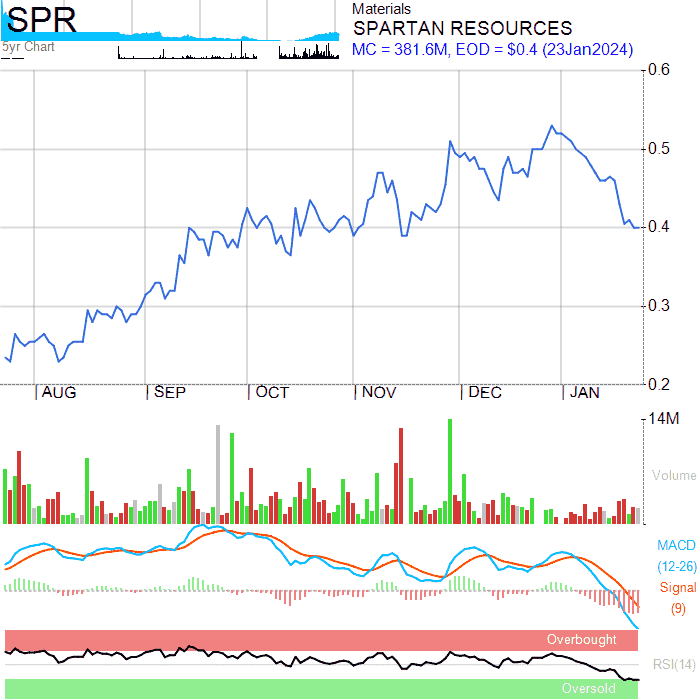 SPR
Materials
SPARTAN RESOURCES
5yr Chart
MC = 381.6M, EOD = $0.4 (23Jan2024)
0.6
0.5
0.4
0.3
0.2
AUG
SEP
OCT
NOV
DEC
JAN
14M
Volume
MACD
(12-26)
Signal
(9)
Overbought
RSI(14)
Oversold